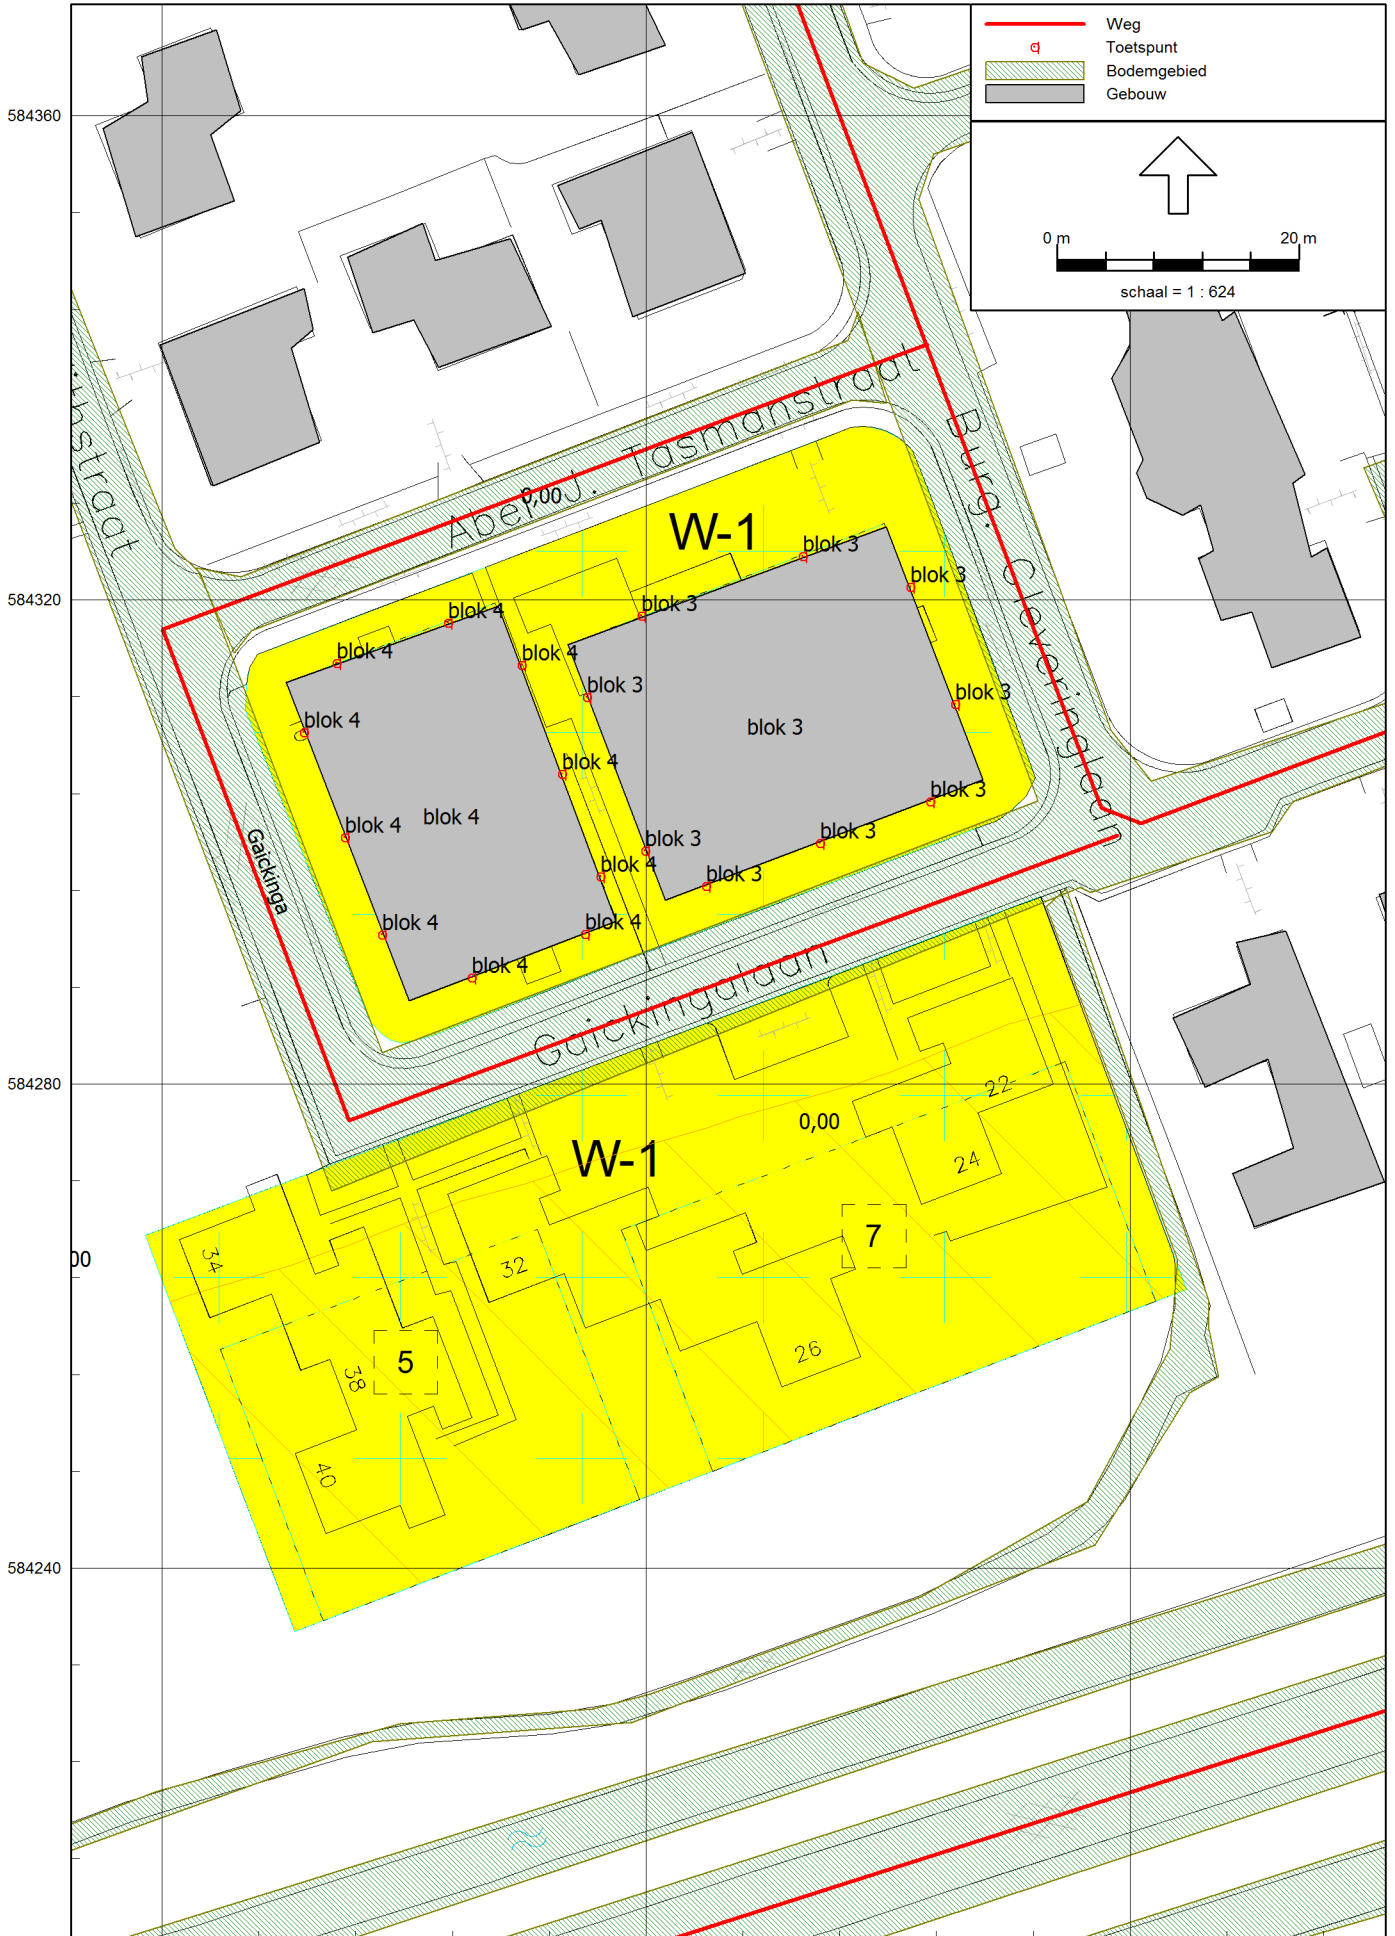 Weg
Toetspunt
Bodemgebied
Gebouw
0 m 20 m
schaal = 1 : 624
584360
584320
584280
584240
Abel J. Tasmanstraat
0,00
Burg. Cleveringlaan
W-1
blok 3
blok 3
blok 3
blok 3
blok 3
blok 3
blok 3
blok 3
blok 3
blok 3
blok 4
blok 4
blok 4
blok 4
blok 4
blok 4
blok 4
blok 4
blok 4
blok 4
blok 4
Gaickinga
Gaickingalaan
W-1
0,00
22
24
7
26
32
34
5
38
40
00